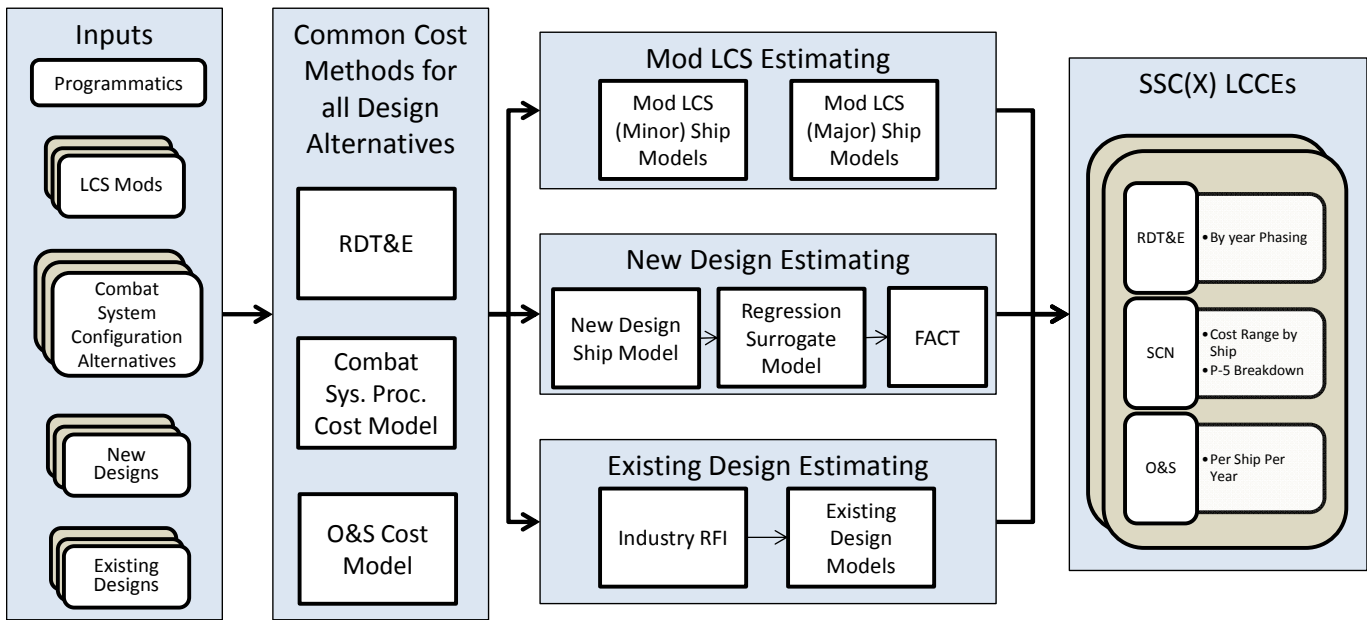 Inputs
Programmatics
LCS Mods
Combat
System
Configuration
Alternatives
New
Designs
Existing
Designs
Common Cost
Methods for
all Design
Alternatives
RDT&E
Combat
Sys. Proc.
Cost Model
O&S Cost
Model
Mod LCS Estimating
Mod LCS
(Minor) Ship
Models
Mod LCS
(Major) Ship
Models
New Design Estimating
New Design
Ship Model
Regression
Surrogate
Model
FACT
Existing Design Estimating
Industry RFI
Existing
Design
Models
SSC(X) LCCEs
RDT&E
• By year Phasing
SCN
• Cost Range by
Ship
• P-5 Breakdown
O&S
• Per Ship Per
Year